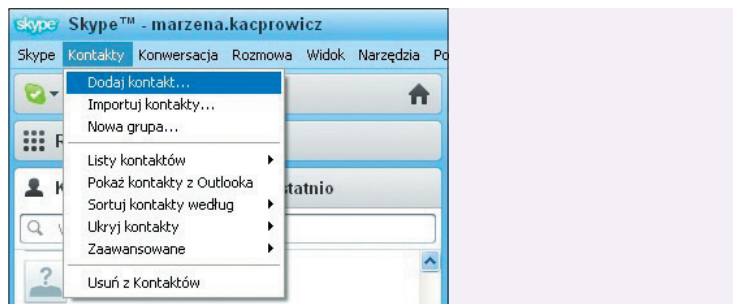 skype Skype™ - marzena.kacprowicz
Skype Kontakty Konwersacja Rozmowa Widok Narzędzia Po
Dodaj kontakt...
Importuj kontakty...
Nowa grupa...
Listy kontaktów
Pokaż kontakty z Outlooka
Sortuj kontakty według
Ukryj kontakty
Zaawansowane
Usuń z Kontaktów